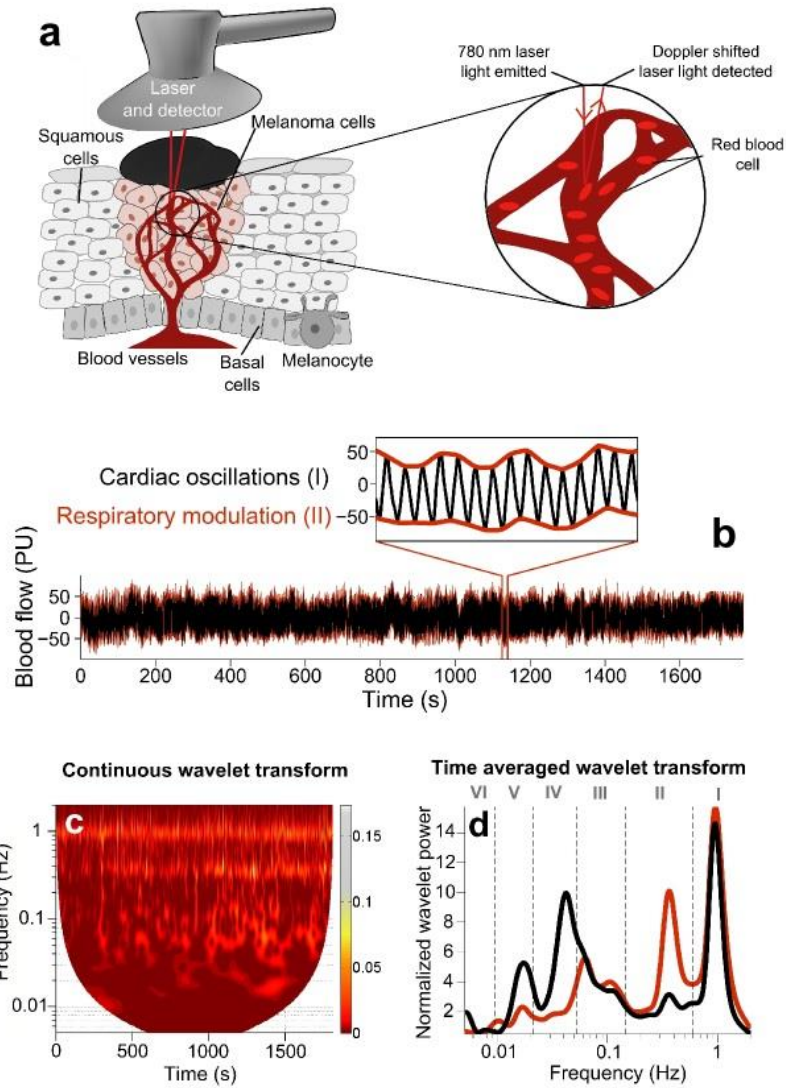 a
780 nm laser
light emitted
Doppler shifted
laser light detected
Laser
and detector
Squamous
cells
Melanoma cells
Red blood
cell
Blood vessels
Basal
cells
Melanocyte
50
0
−50
Cardiac oscillations (I)
Respiratory modulation (II)
b
Blood flow (PU)
50
0
−50
0 200 400 600 800 1000 1200 1400 1600
Time (s)
Continuous wavelet transform
c
Frequency (Hz)
1
0.1
0.01
0 500 1000 1500
Time (s)
0.15
0.1
0.05
0
Time averaged wavelet transform
VI V IV III II I
d
Normalized wavelet power
14
12
10
8
6
4
2
0.01 0.1 1
Frequency (Hz)